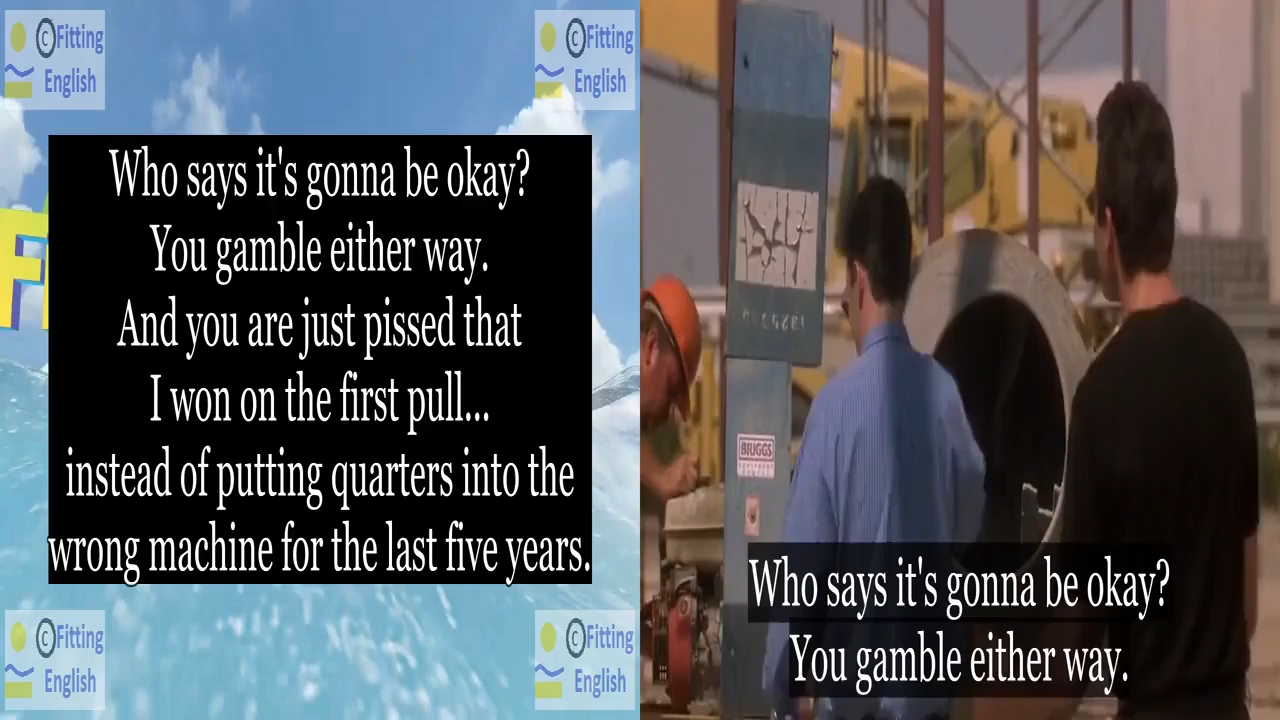 ©Fitting
English
©Fitting
English
Who says it's gonna be okay?
You gamble either way.
And you are just pissed that
I won on the first pull...
instead of putting quarters into the
wrong machine for the last five years.
©Fitting
English
©Fitting
English
F
BRIGGS
Who says it's gonna be okay?
You gamble either way.